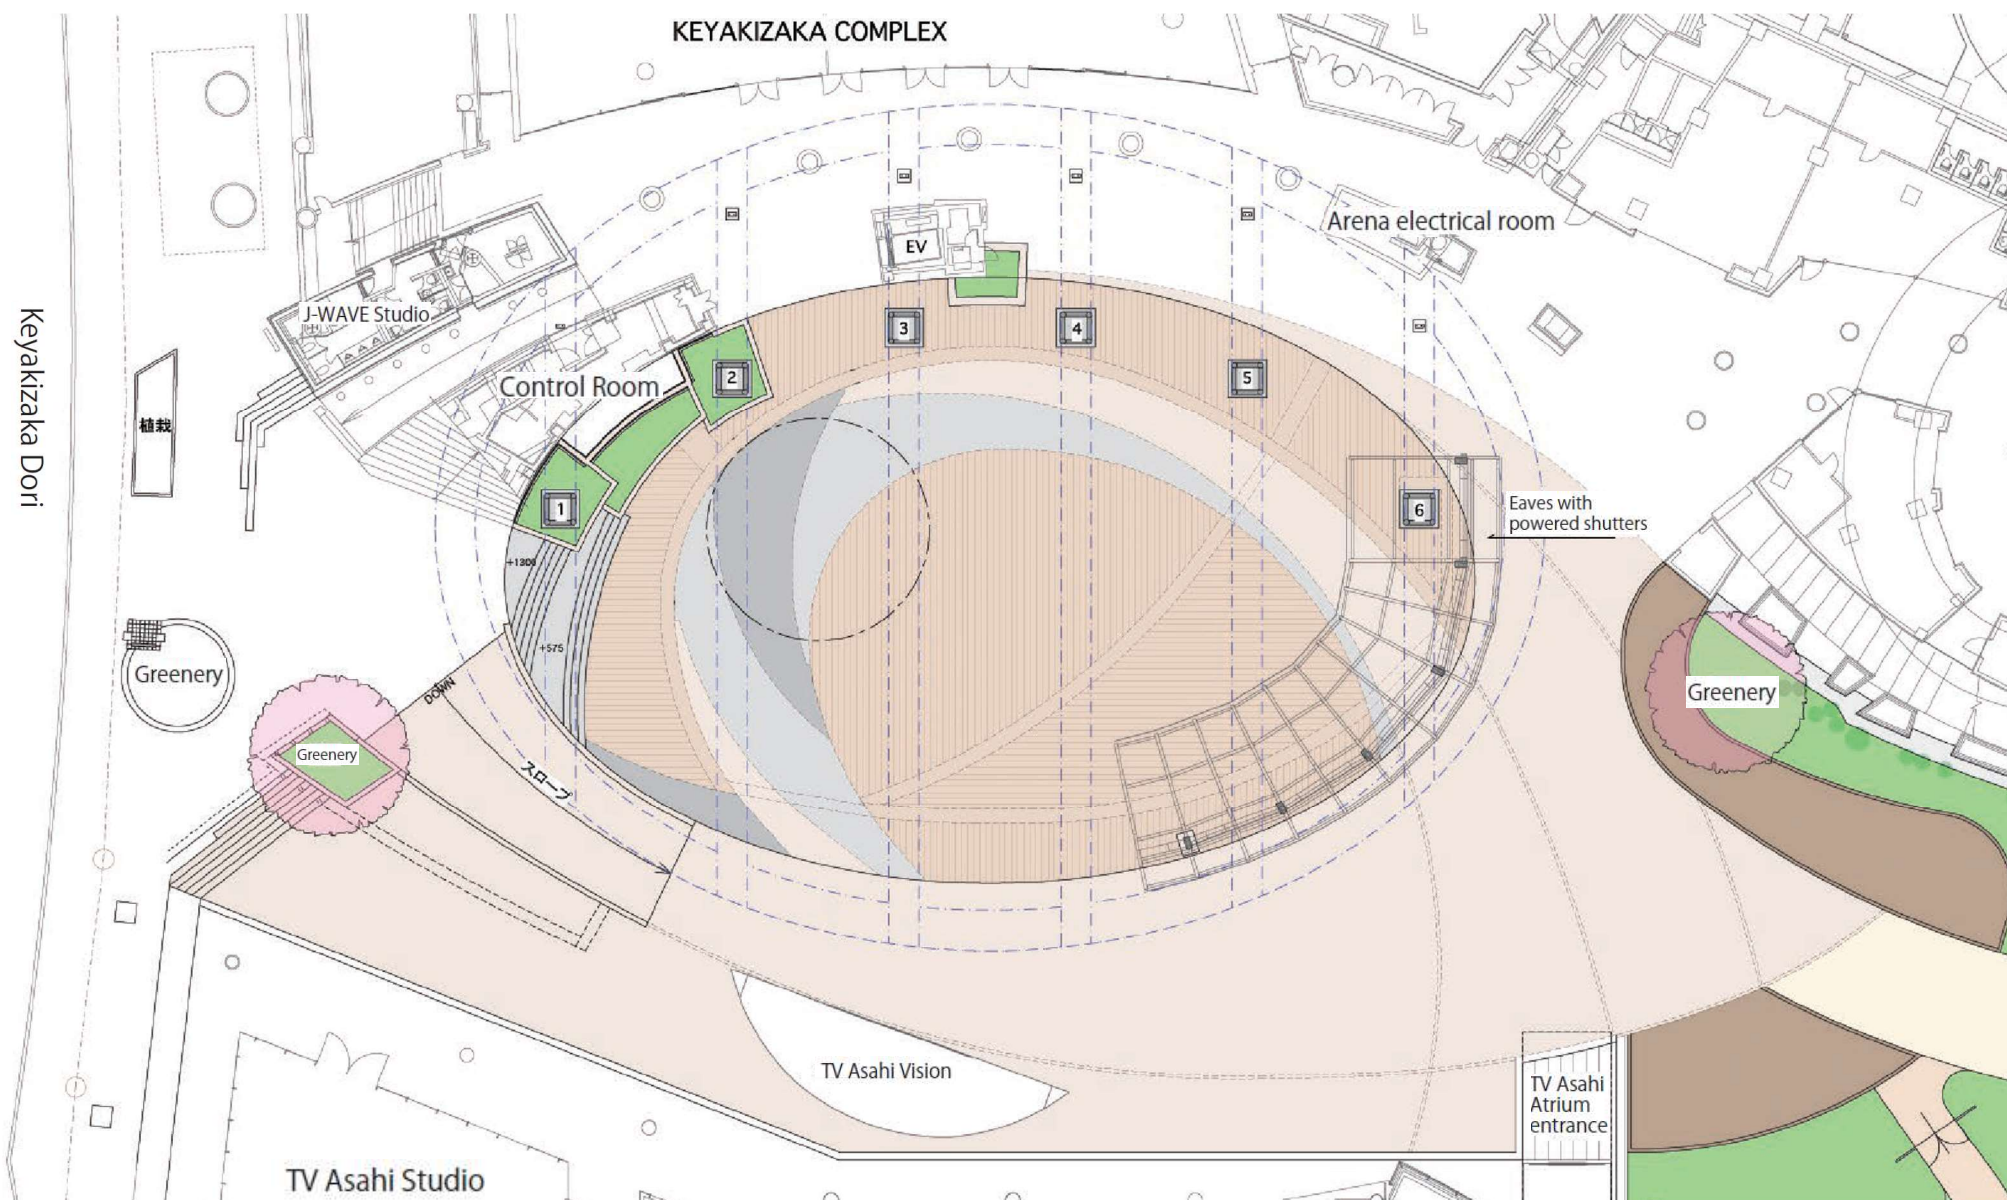 KEYAKIZAKA COMPLEX
EV
Arena electrical room
J-WAVE Studio
Keyakizaka Dori
3
4
2
5
Control Room
植栽
1
6
Eaves with
powered shutters
+1300
+575
Greenery
DOWN
Greenery
Greenery
スロープ
TV Asahi Vision
TV Asahi
Atrium
entrance
TV Asahi Studio